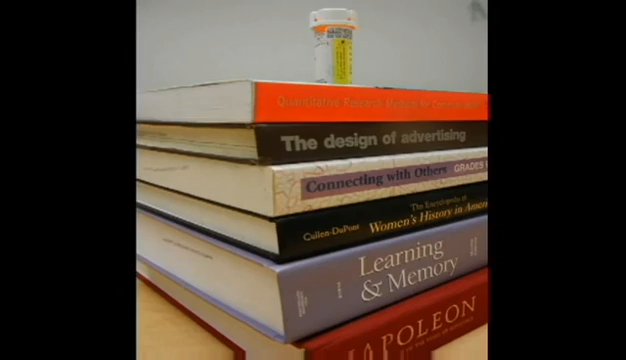 Quantitative Research Methods for Communication
The design of advertising
Connecting with Others GRADES
The Encyclopedia of
Cullen-DuPont Women's History in Amer
Learning
& Memory
NAPOLEON